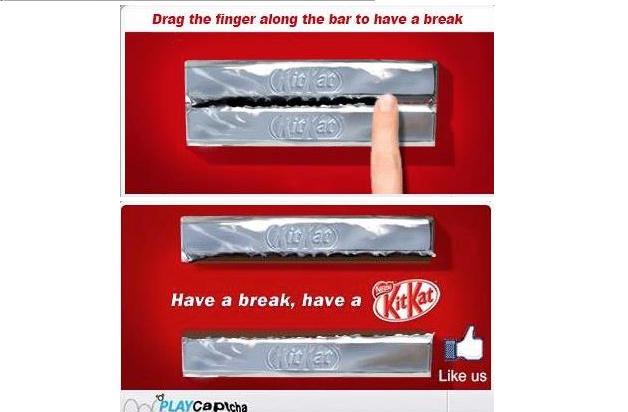 Drag the finger along the bar to have a break
KitKat
KitKat
KitKat
Have a break, have a
Nestle
KitKat
KitKat
Like us
PLAYCaptcha